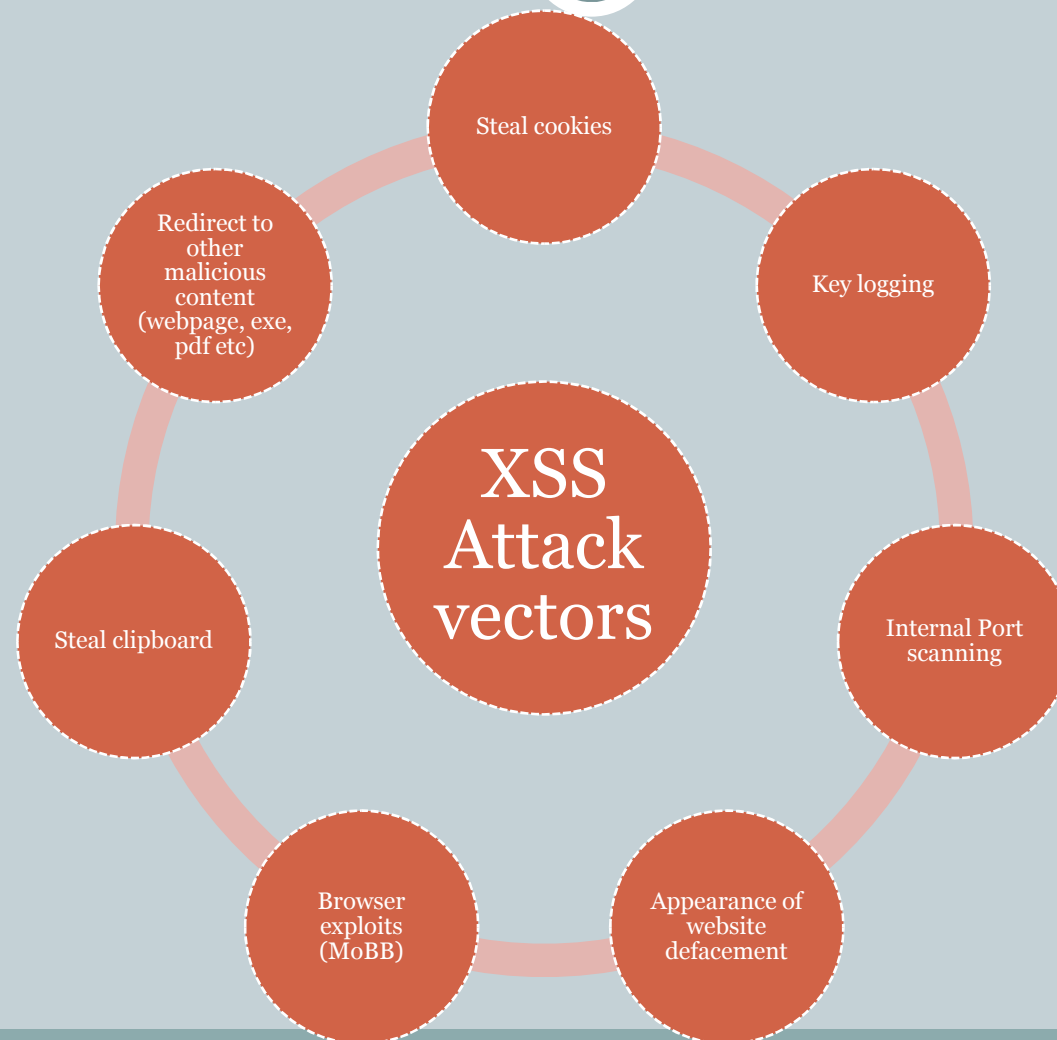 Steal cookies
Redirect to
other
malicious
content
(webpage, exe,
pdf etc)
Key logging
XSS
Attack
vectors
Steal clipboard
Internal Port
scanning
Browser
exploits
(MoBB)
Appearance of
website
defacement